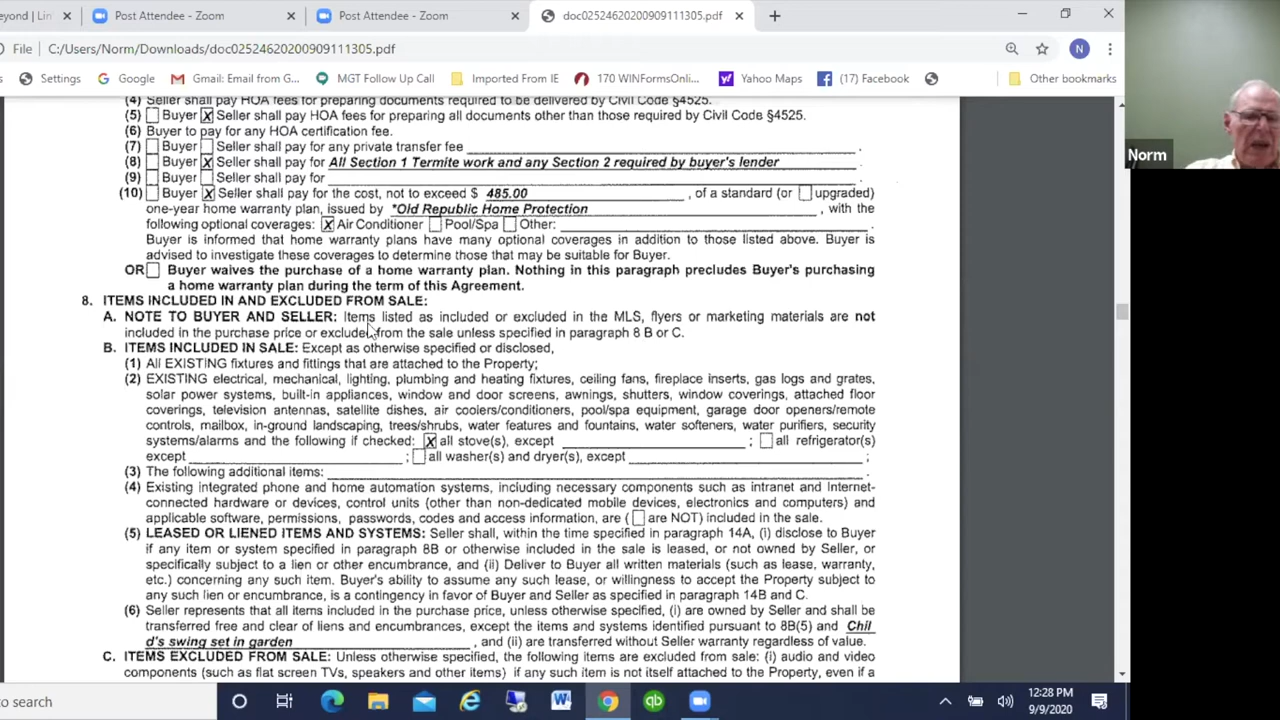 eyond | Lin
Post Attendee - Zoom
Post Attendee - Zoom
doc02524620200909111305.pdf
File C:/Users/Norm/Downloads/doc02524620200909111305.pdf
N
Settings
Google
Gmail: Email from G...
MGT Follow Up Call
Imported From IE
170 WINFormsOnli...
Yahoo Maps
(17) Facebook
Other bookmarks
(4) Seller shall pay HOA fees for preparing documents required to be delivered by Civil Code §4525.
(5) Buyer X Seller shall pay HOA fees for preparing all documents other than those required by Civil Code §4525.
(6) Buyer to pay for any HOA certification fee.
(7) Buyer Seller shall pay for any private transfer fee .
(8) Buyer X Seller shall pay for All Section 1 Termite work and any Section 2 required by buyer's lender .
(9) Buyer Seller shall pay for .
(10) Buyer X Seller shall pay for the cost, not to exceed $ 485.00 , of a standard (or upgraded)
one-year home warranty plan, issued by *Old Republic Home Protection , with the
following optional coverages: X Air Conditioner Pool/Spa Other: .
Buyer is informed that home warranty plans have many optional coverages in addition to those listed above. Buyer is
advised to investigate these coverages to determine those that may be suitable for Buyer.
OR Buyer waives the purchase of a home warranty plan. Nothing in this paragraph precludes Buyer's purchasing
a home warranty plan during the term of this Agreement.
8. ITEMS INCLUDED IN AND EXCLUDED FROM SALE:
A. NOTE TO BUYER AND SELLER: Items listed as included or excluded in the MLS, flyers or marketing materials are not
included in the purchase price or excluded from the sale unless specified in paragraph 8 B or C.
B. ITEMS INCLUDED IN SALE: Except as otherwise specified or disclosed,
(1) All EXISTING fixtures and fittings that are attached to the Property;
(2) EXISTING electrical, mechanical, lighting, plumbing and heating fixtures, ceiling fans, fireplace inserts, gas logs and grates,
solar power systems, built-in appliances, window and door screens, awnings, shutters, window coverings, attached floor
coverings, television antennas, satellite dishes, air coolers/conditioners, pool/spa equipment, garage door openers/remote
controls, mailbox, in-ground landscaping, trees/shrubs, water features and fountains, water softeners, water purifiers, security
systems/alarms and the following if checked: X all stove(s), except ; all refrigerator(s)
except ; all washer(s) and dryer(s), except ;
(3) The following additional items: .
(4) Existing integrated phone and home automation systems, including necessary components such as intranet and Internet-
connected hardware or devices, control units (other than non-dedicated mobile devices, electronics and computers) and
applicable software, permissions, passwords, codes and access information, are ( are NOT) included in the sale.
(5) LEASED OR LIENED ITEMS AND SYSTEMS: Seller shall, within the time specified in paragraph 14A, (i) disclose to Buyer
if any item or system specified in paragraph 8B or otherwise included in the sale is leased, or not owned by Seller, or
specifically subject to a lien or other encumbrance, and (ii) Deliver to Buyer all written materials (such as lease, warranty,
etc.) concerning any such item. Buyer's ability to assume any such lease, or willingness to accept the Property subject to
any such lien or encumbrance, is a contingency in favor of Buyer and Seller as specified in paragraph 14B and C.
(6) Seller represents that all items included in the purchase price, unless otherwise specified, (i) are owned by Seller and shall be
transferred free and clear of liens and encumbrances, except the items and systems identified pursuant to 8B(5) and Chil
d's swing set in garden , and (ii) are transferred without Seller warranty regardless of value.
C. ITEMS EXCLUDED FROM SALE: Unless otherwise specified, the following items are excluded from sale: (i) audio and video
components (such as flat screen TVs, speakers and other items) if any such item is not itself attached to the Property, even if a
Norm
to search
12:28 PM
9/9/2020